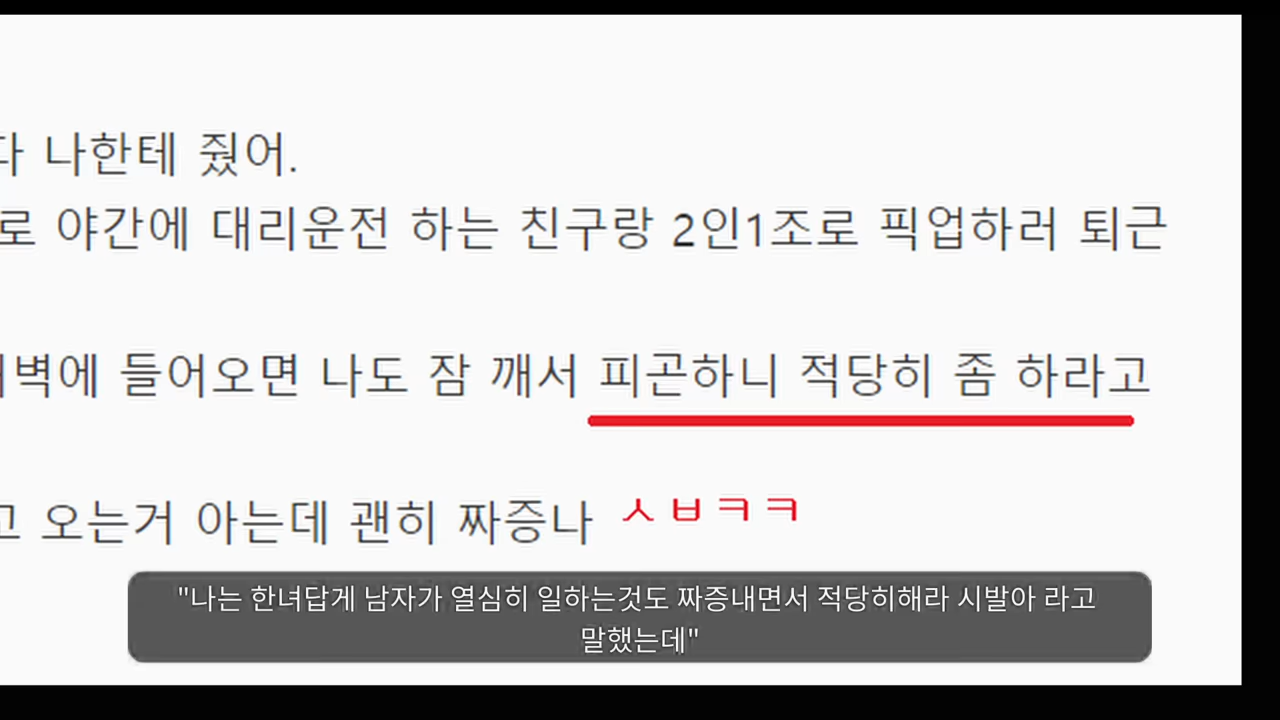 다 나한테 줬어.
로 야간에 대리운전 하는 친구랑 2인1조로 픽업하러 퇴근
벽에 들어오면 나도 잠 깨서 피곤하니 적당히 좀 하라고
고 오는거 아는데 괜히 짜증나 ㅅㅂㅋㅋ
"나는 한녀답게 남자가 열심히 일하는것도 짜증내면서 적당히해라 시발아 라고
말했는데"